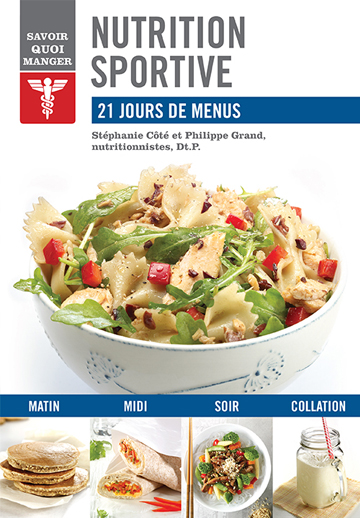 SAVOIR
QUOI
MANGER
NUTRITION
SPORTIVE
21 JOURS DE MENUS
Stéphanie Côté et Philippe Grand,
nutritionnistes, Dt.P.
MATIN MIDI SOIR COLLATION